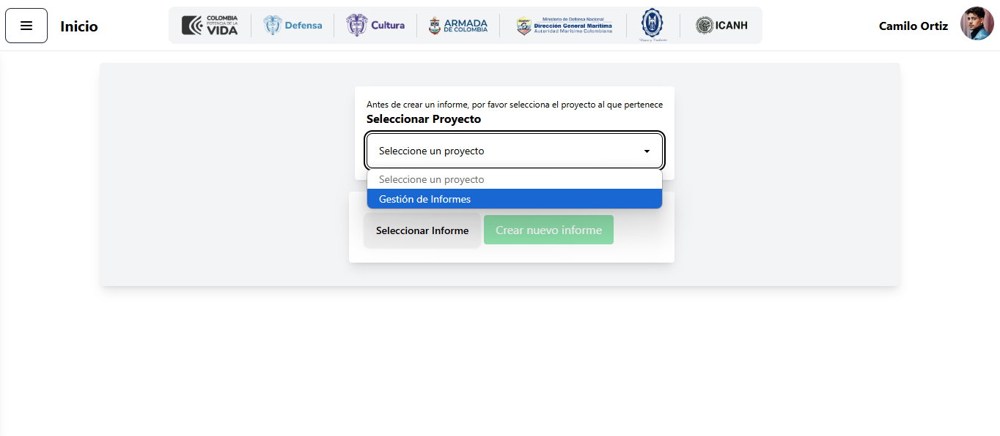 Inicio
COLOMBIA
POTENCIA DE LA
VIDA
Defensa
Cultura
ARMADA
DE COLOMBIA
Ministerio de Defensa Nacional
Dirección General Marítima
Autoridad Marítima Colombiana
ICANH
Camilo Ortiz
Antes de crear un informe, por favor selecciona el proyecto al que pertenece
Seleccionar Proyecto
Seleccione un proyecto
Seleccione un proyecto
Gestión de Informes
Seleccionar Informe
Crear nuevo informe